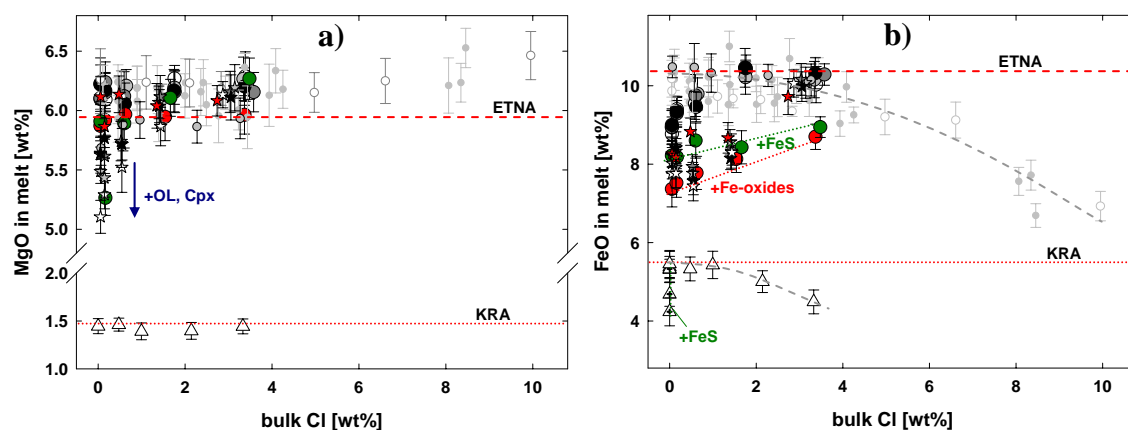 a)
MgO in melt [wt%]
6.5
6.0
5.5
5.0
2.0
1.5
1.0
ETNA
+OL, Cpx
KRA
0 2 4 6 8 10
bulk Cl [wt%]
b)
FeO in melt [wt%]
10
8
6
4
ETNA
+FeS
+Fe-oxides
KRA
+FeS
0 2 4 6 8 10
bulk Cl [wt%]